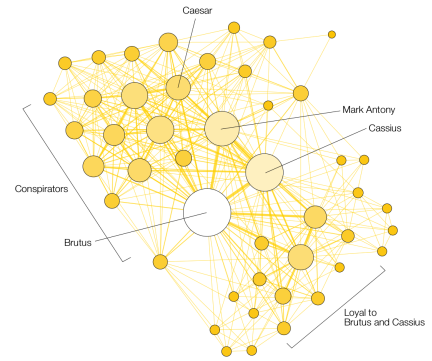 Caesar
Mark Antony
Cassius
Conspirators
Brutus
Loyal to
Brutus and Cassius